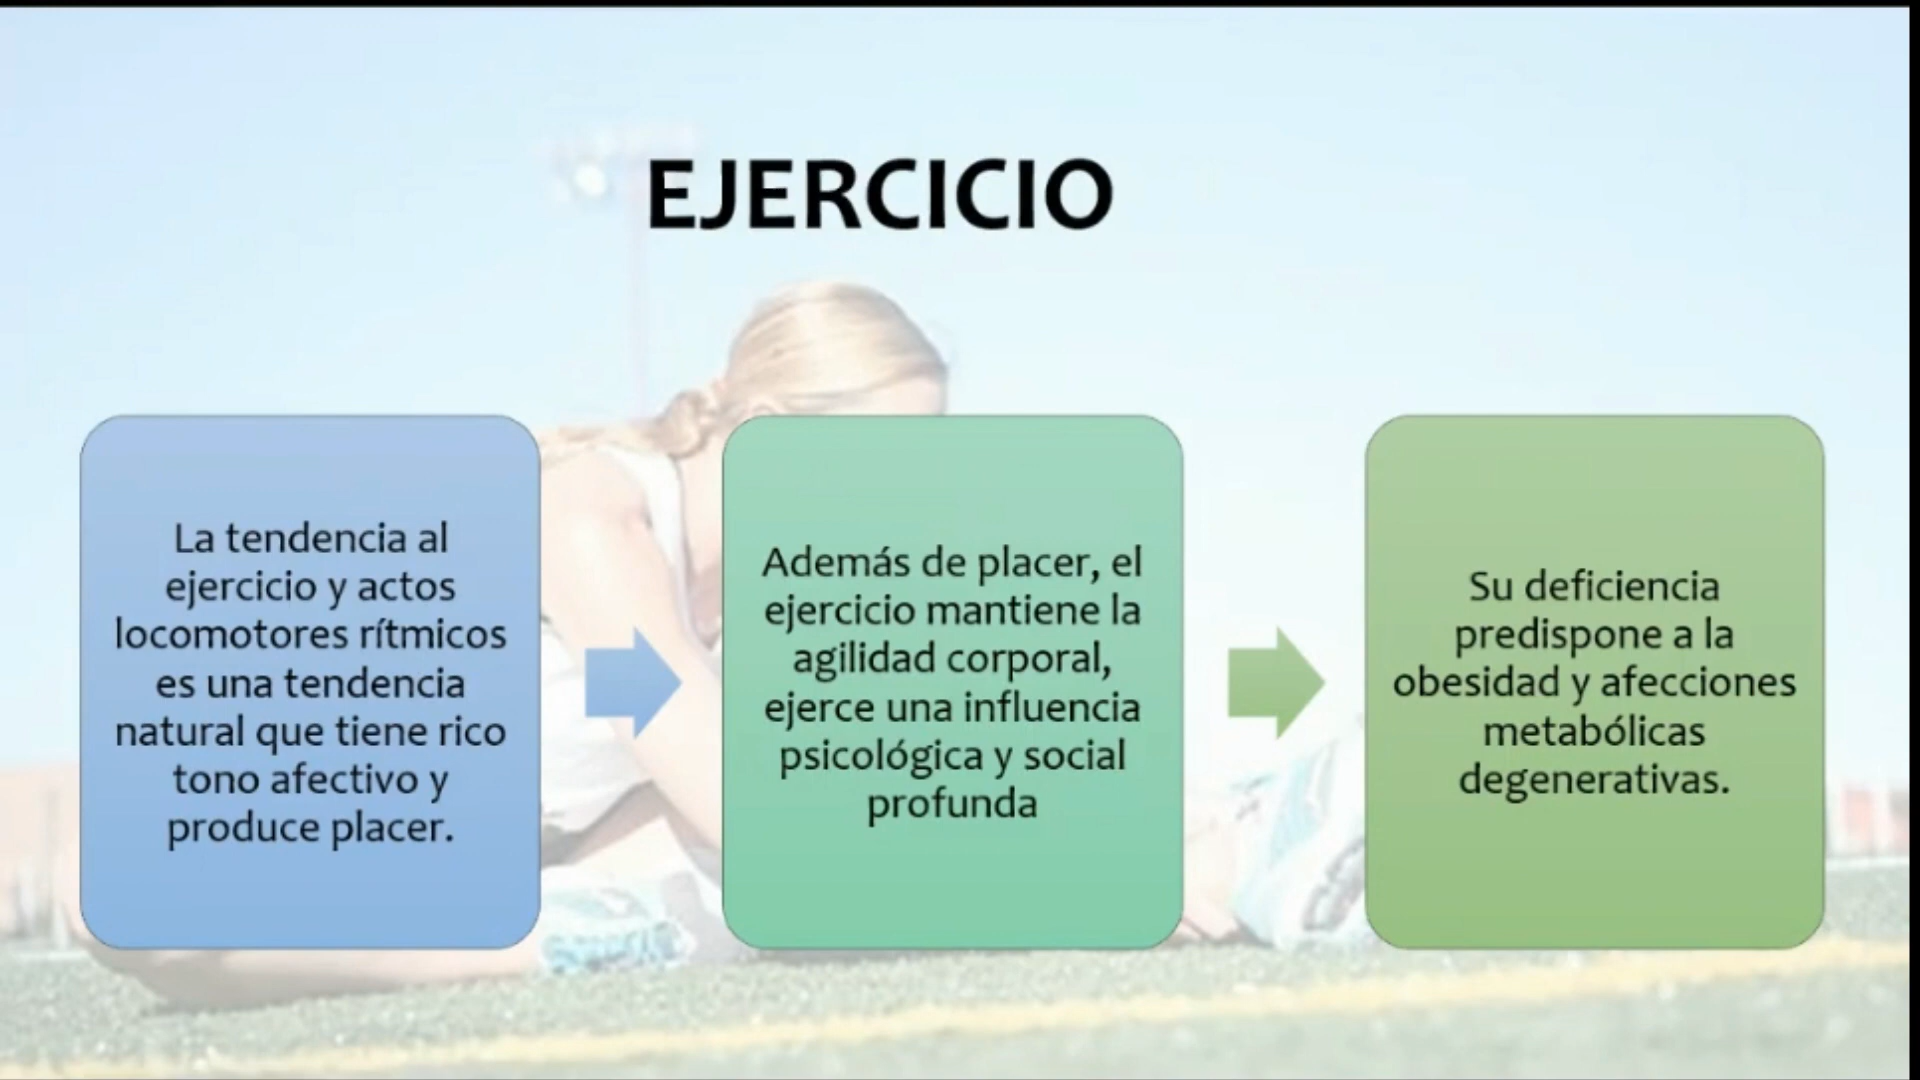 EJERCICIO
La tendencia al
ejercicio y actos
locomotores rítmicos
es una tendencia
natural que tiene rico
tono afectivo y
produce placer.
Además de placer, el
ejercicio mantiene la
agilidad corporal,
ejerce una influencia
psicológica y social
profunda
Su deficiencia
predispone a la
obesidad y afecciones
metabólicas
degenerativas.